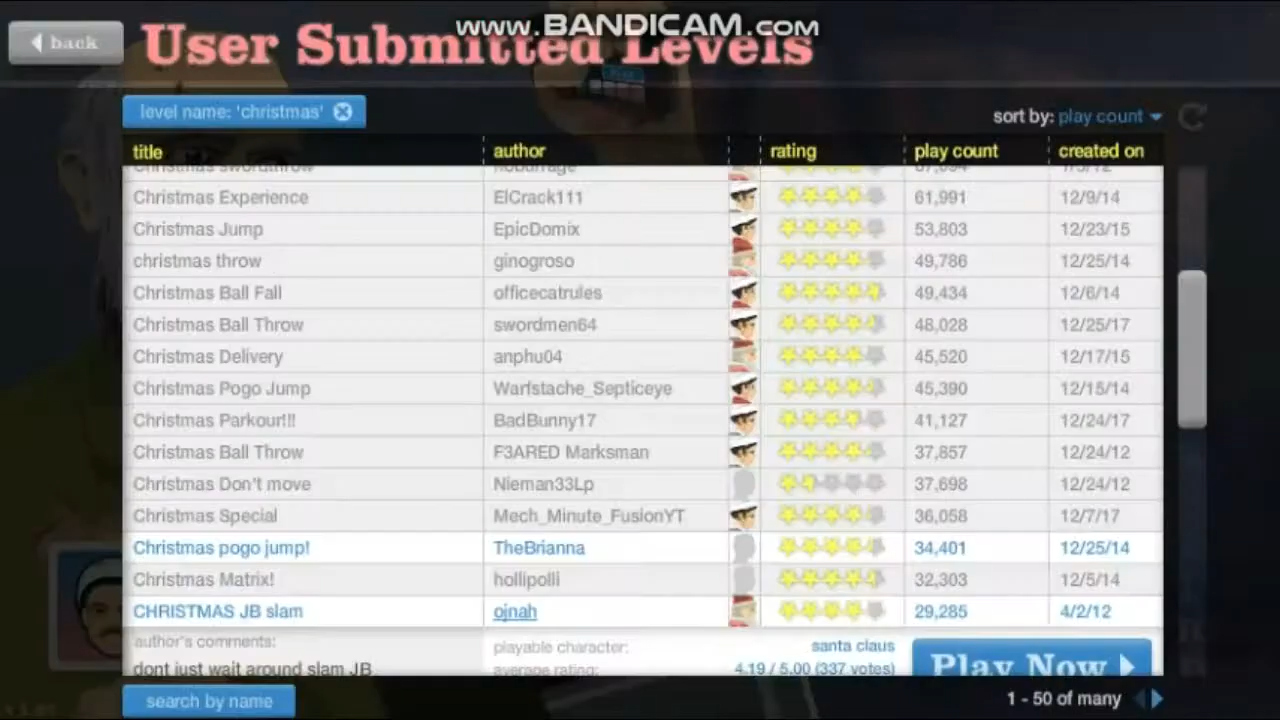 www.BANDICAM.com
back
User Submitted Levels
level name: 'christmas'
sort by: play count
title author rating play count created on
Christmas swordthrow
Christmas Experience ElCrack111 61,991 12/9/14
Christmas Jump EpicDomix 53,803 12/23/15
christmas throw ginogroso 49,786 12/25/14
Christmas Ball Fall officecatrules 49,434 12/6/14
Christmas Ball Throw swordmen64 48,028 12/25/17
Christmas Delivery anphu04 45,520 12/17/15
Christmas Pogo Jump Warfstache_Septiceye 45,390 12/15/14
Christmas Parkour!!! BadBunny17 41,127 12/24/17
Christmas Ball Throw F3ARED Marksman 37,857 12/24/12
Christmas Don't move Nieman33Lp 37,698 12/24/12
Christmas Special Mech_Minute_FusionYT 36,058 12/7/17
Christmas pogo jump! TheBrianna 34,401 12/25/14
Christmas Matrix! hollipolli 32,303 12/5/14
CHRISTMAS JB slam ojnah 29,285 4/2/12
author's comments: playable character: santa claus
dont just wait around slam JB average rating: 4.19 / 5.00 (337 votes) Play Now
search by name 1 - 50 of many